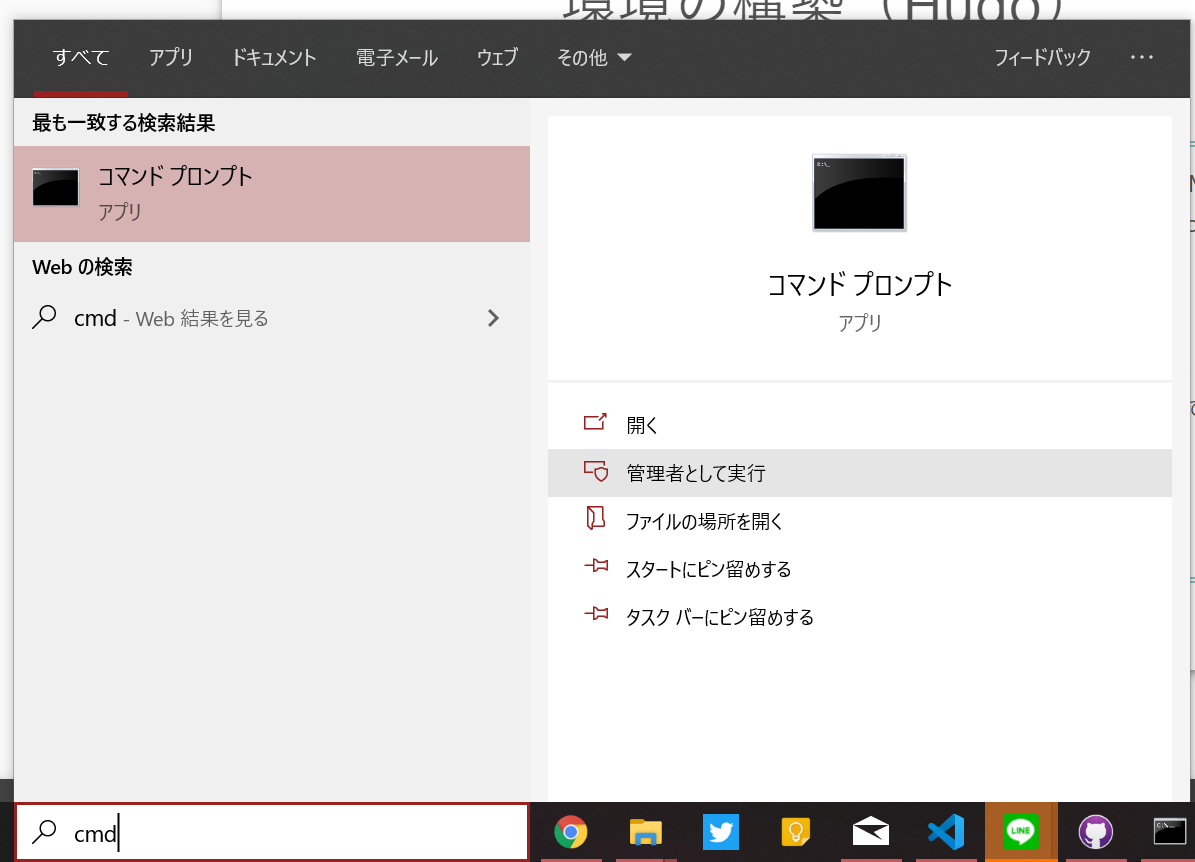 環境の構築（Hugo）
すべて アプリ ドキュメント 電子メール ウェブ その他 フィードバック ...
最も一致する検索結果
コマンド プロンプト
アプリ
Web の検索
cmd - Web 結果を見る
コマンド プロンプト
アプリ
開く
管理者として実行
ファイルの場所を開く
スタートにピン留めする
タスク バーにピン留めする
cmd
LINE